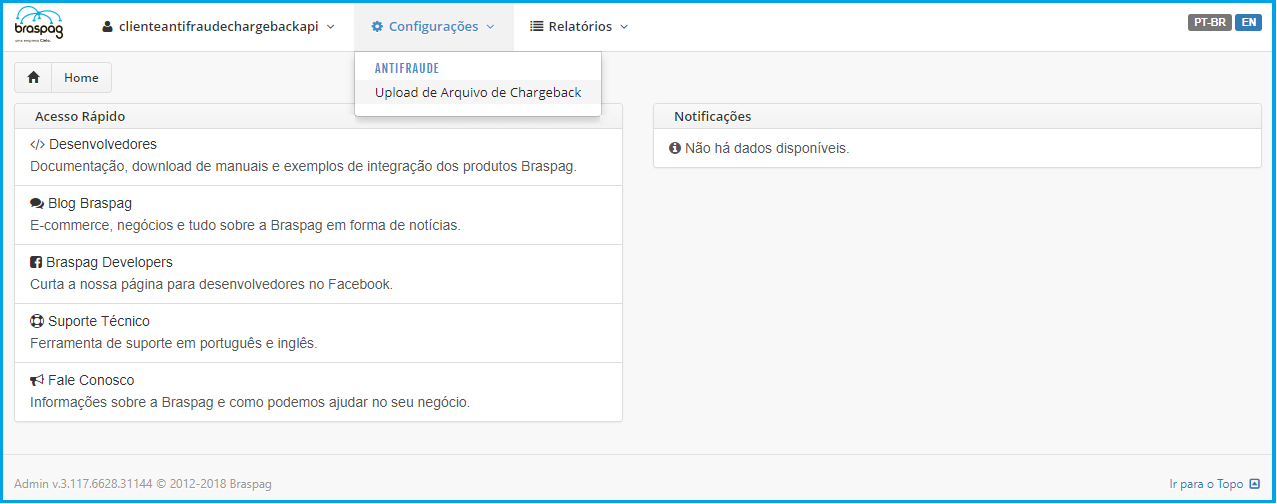 braspag
uma empresa Cielo.
clienteantifraudechargebackapi
Configurações
Relatórios
PT-BR
EN
ANTIFRAUDE
Upload de Arquivo de Chargeback
Home
Acesso Rápido
Desenvolvedores
Documentação, download de manuais e exemplos de integração dos produtos Braspag.
Blog Braspag
E-commerce, negócios e tudo sobre a Braspag em forma de notícias.
Braspag Developers
Curta a nossa página para desenvolvedores no Facebook.
Suporte Técnico
Ferramenta de suporte em português e inglês.
Fale Conosco
Informações sobre a Braspag e como podemos ajudar no seu negócio.
Notificações
Não há dados disponíveis.
Admin v.3.117.6628.31144 © 2012-2018 Braspag
Ir para o Topo